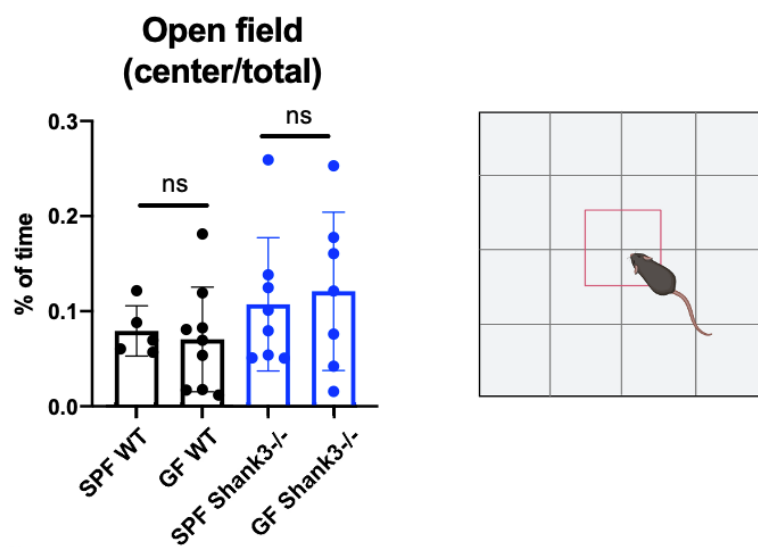 Open field
(center/total)
ns
ns
% of time
0.3
0.2
0.1
0.0
SPF WT
GF WT
SPF Shank3-/-
GF Shank3-/-